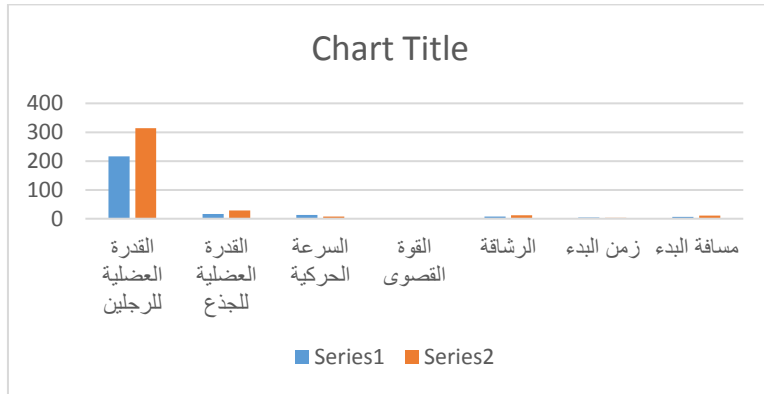 Chart Title
400
300
200
100
0
القدرة
العضلية
للرجلين
القدرة
العضلية
للجذع
السرعة
الحركية
القوة
القصوى
الرشاقة
زمن البدء
مسافة البدء
Series1
Series2